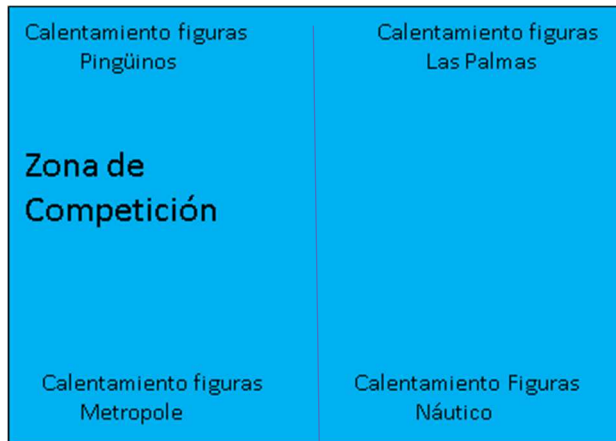 Calentamiento figuras
Pingüinos
Calentamiento figuras
Las Palmas
Zona de
Competición
Calentamiento figuras
Metropole
Calentamiento Figuras
Náutico